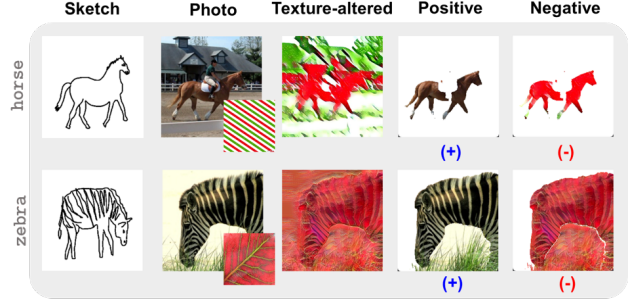 Sketch Photo Texture-altered Positive Negative
horse
(+) (-)
zebra
(+) (-)